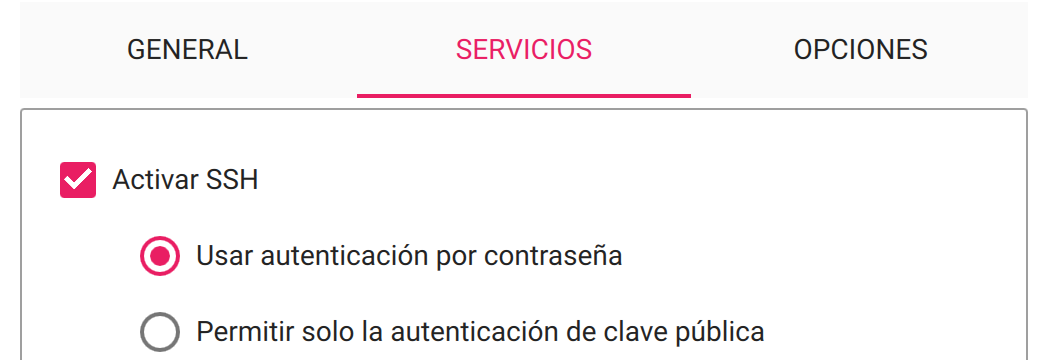 GENERAL SERVICIOS OPCIONES
Activar SSH
Usar autenticación por contraseña
Permitir solo la autenticación de clave pública